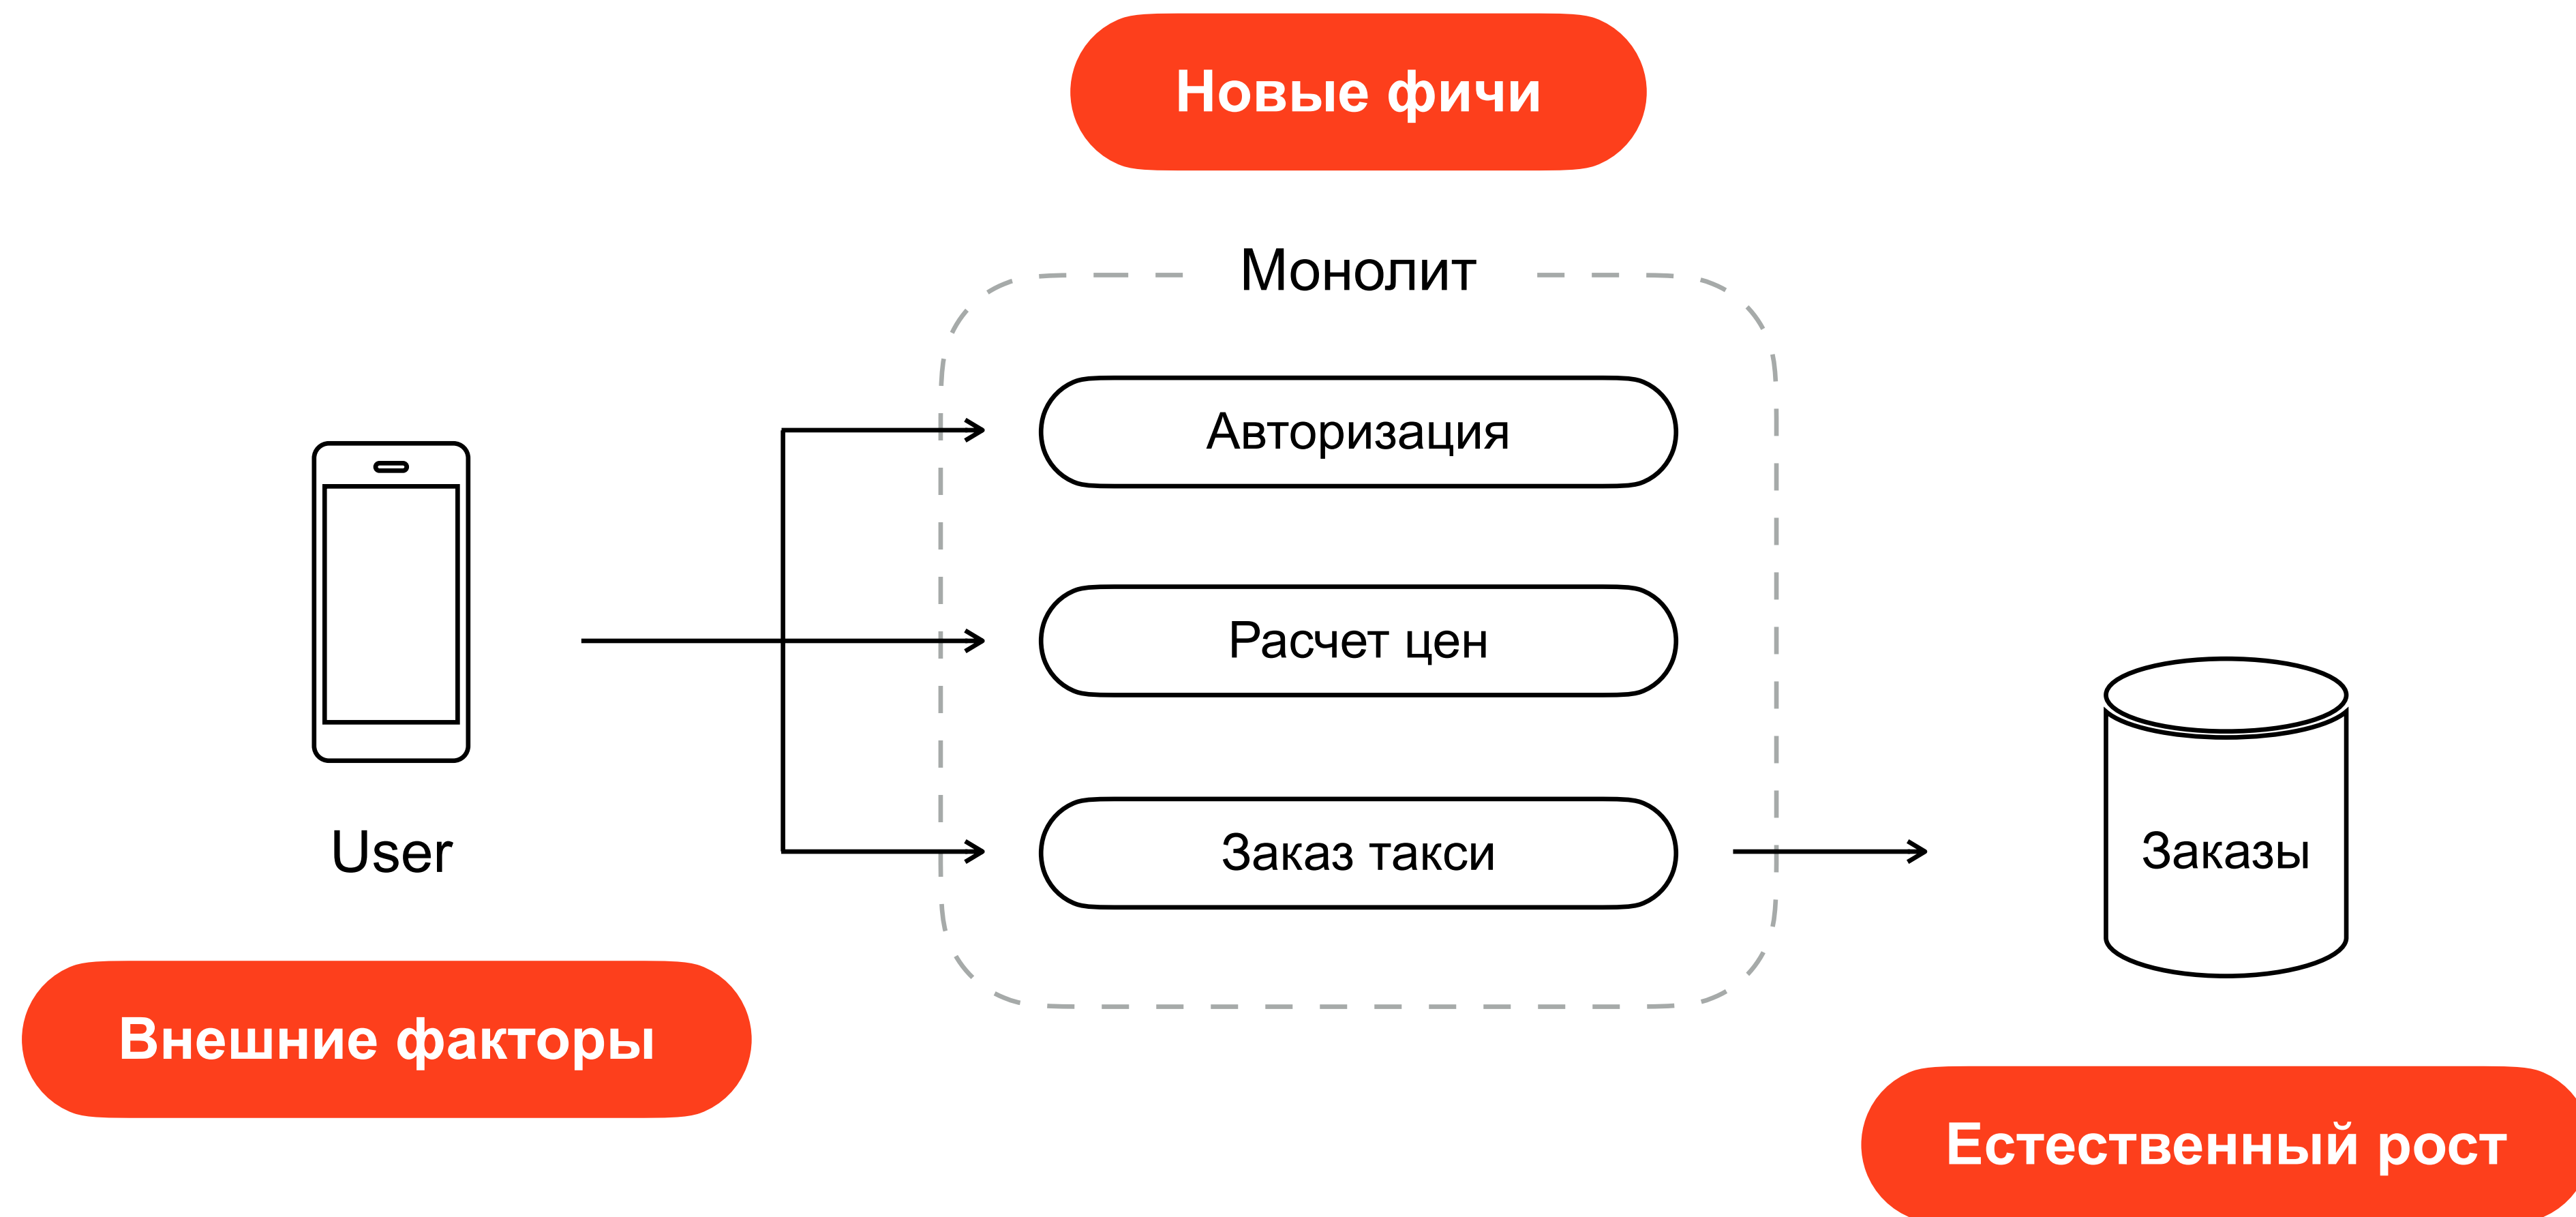 Новые фичи
Монолит
Авторизация
Расчет цен
Заказ такси
User
Заказы
Внешние факторы
Естественный рост